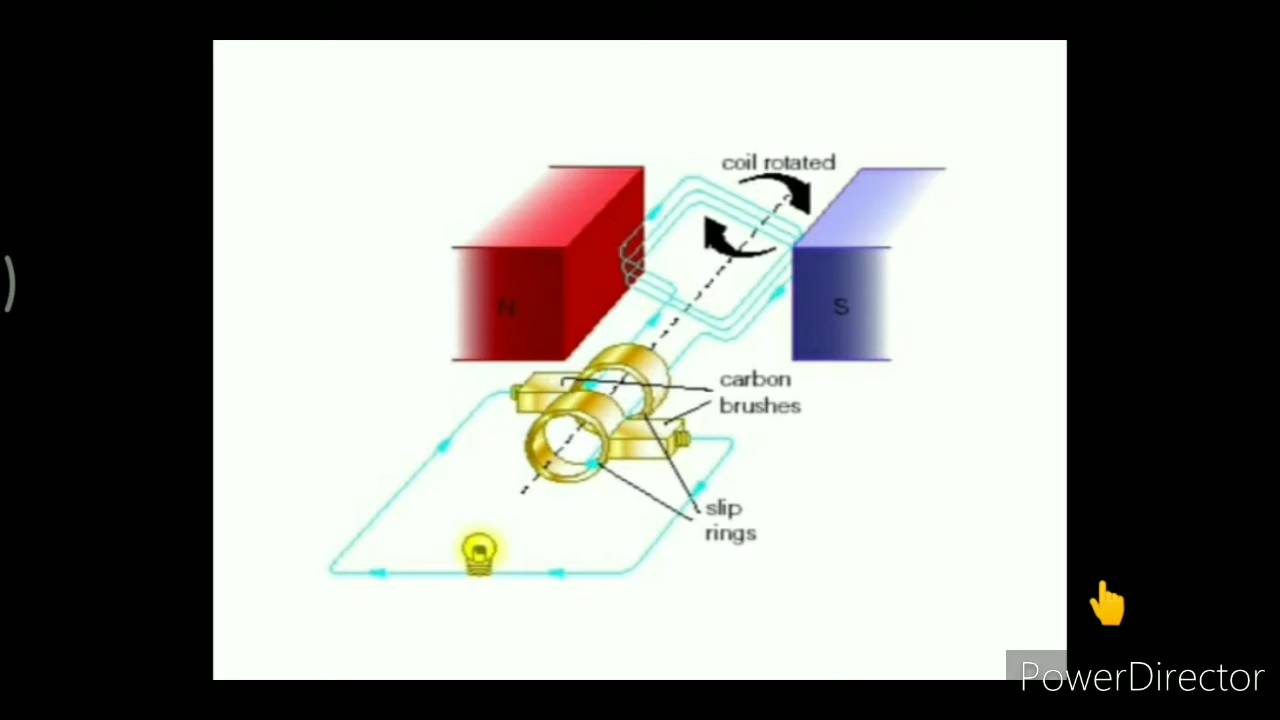 coil rotated
N
S
carbon
brushes
slip
rings
PowerDirector